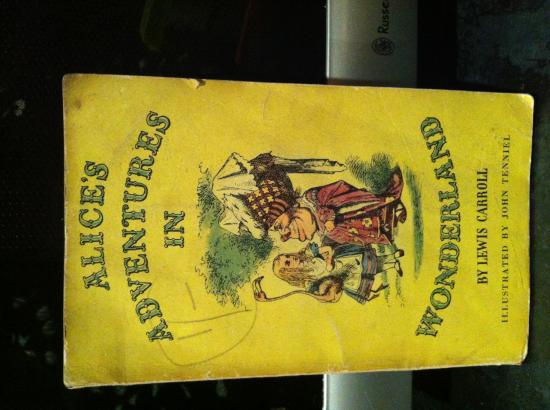 ALICE'S
ADVENTURES
IN
WONDERLAND
BY LEWIS CARROLL
ILLUSTRATED BY JOHN TENNIEL